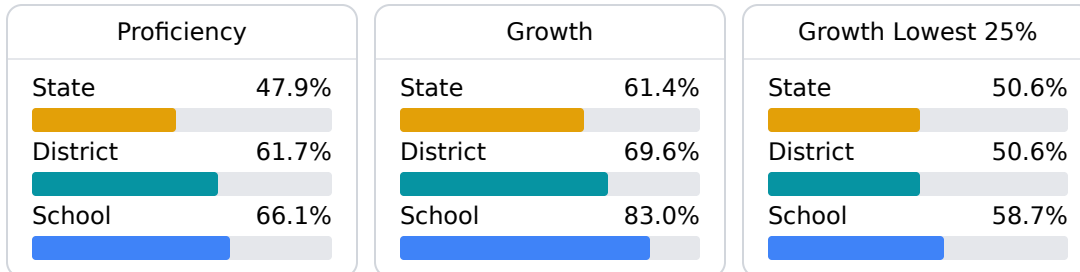 Proficiency
State 47.9%
District 61.7%
School 66.1%
Growth
State 61.4%
District 69.6%
School 83.0%
Growth Lowest 25%
State 50.6%
District 50.6%
School 58.7%